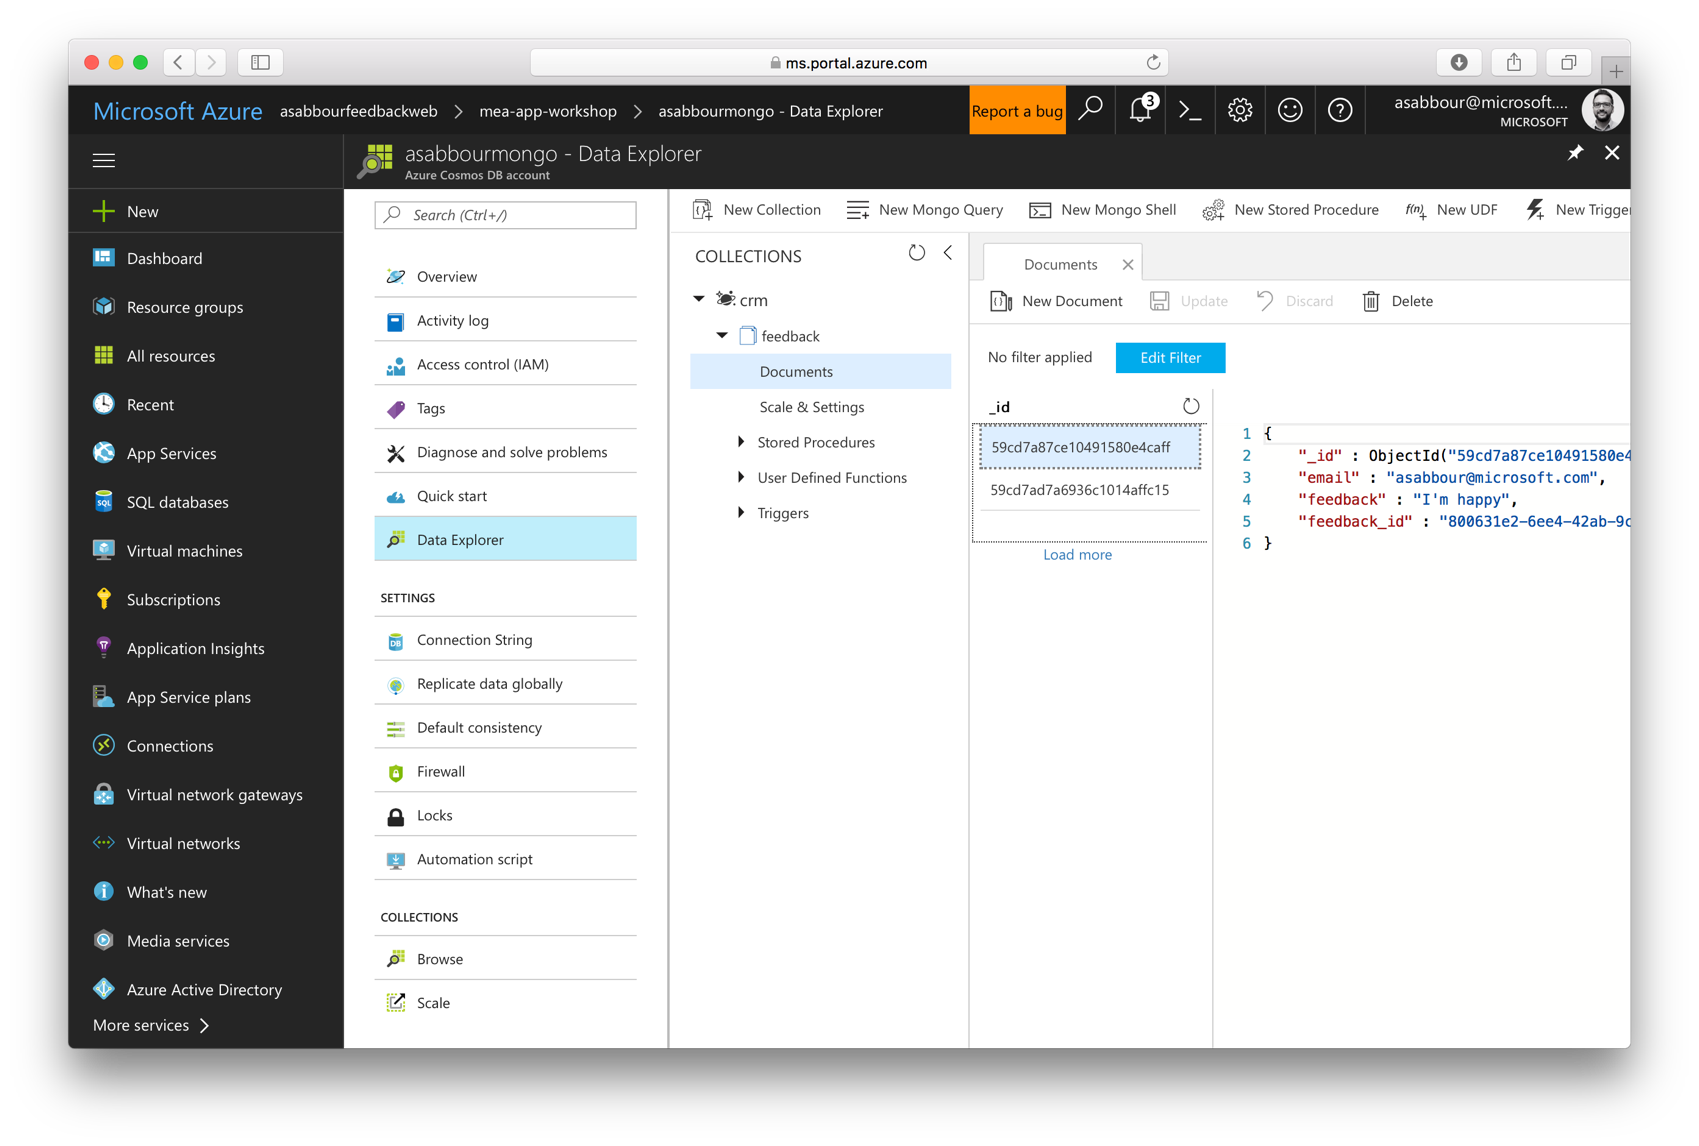 ms.portal.azure.com
Microsoft Azure asabbourfeedbackweb mea-app-workshop asabbourmongo - Data Explorer
Report a bug
3
asabbour@microsoft....
MICROSOFT
asabbourmongo - Data Explorer
Azure Cosmos DB account
New
Dashboard
Resource groups
All resources
Recent
App Services
SQL databases
Virtual machines
Subscriptions
Application Insights
App Service plans
Connections
Virtual network gateways
Virtual networks
What's new
Media services
Azure Active Directory
More services
Search (Ctrl+/)
Overview
Activity log
Access control (IAM)
Tags
Diagnose and solve problems
Quick start
Data Explorer
SETTINGS
Connection String
Replicate data globally
Default consistency
Firewall
Locks
Automation script
COLLECTIONS
Browse
Scale
New Collection New Mongo Query New Mongo Shell New Stored Procedure New UDF New Trigger
COLLECTIONS
crm
feedback
Documents
Scale & Settings
Stored Procedures
User Defined Functions
Triggers
Documents
New Document Update Discard Delete
No filter applied Edit Filter
_id
59cd7a87ce10491580e4caff
59cd7ad7a6936c1014affc15
Load more
1 {
2 "_id" : ObjectId("59cd7a87ce10491580e4
3 "email" : "asabbour@microsoft.com",
4 "feedback" : "I'm happy",
5 "feedback_id" : "800631e2-6ee4-42ab-9c
6 }